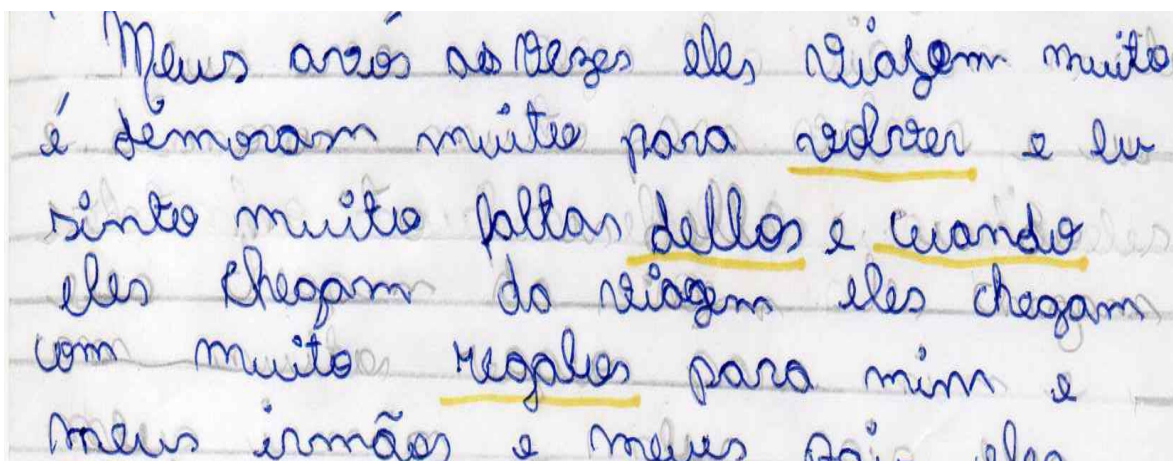 Meus avós as vezes eles viagem muito
é demoram muito para volver e eu
sinto muito faltas dellos e cuando
eles chegam da viagem eles chegam
com muito regalos para mim e
meus irmãos e meus pais eles